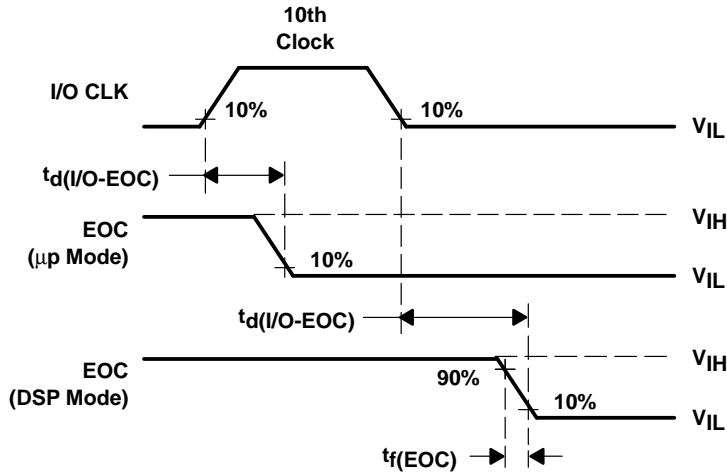 10th
Clock
I/O CLK
10%
10%
VIL
td(I/O-EOC)
VIH
EOC
(μp Mode)
10%
VIL
td(I/O-EOC)
VIH
EOC
(DSP Mode)
90%
10%
VIL
tf(EOC)